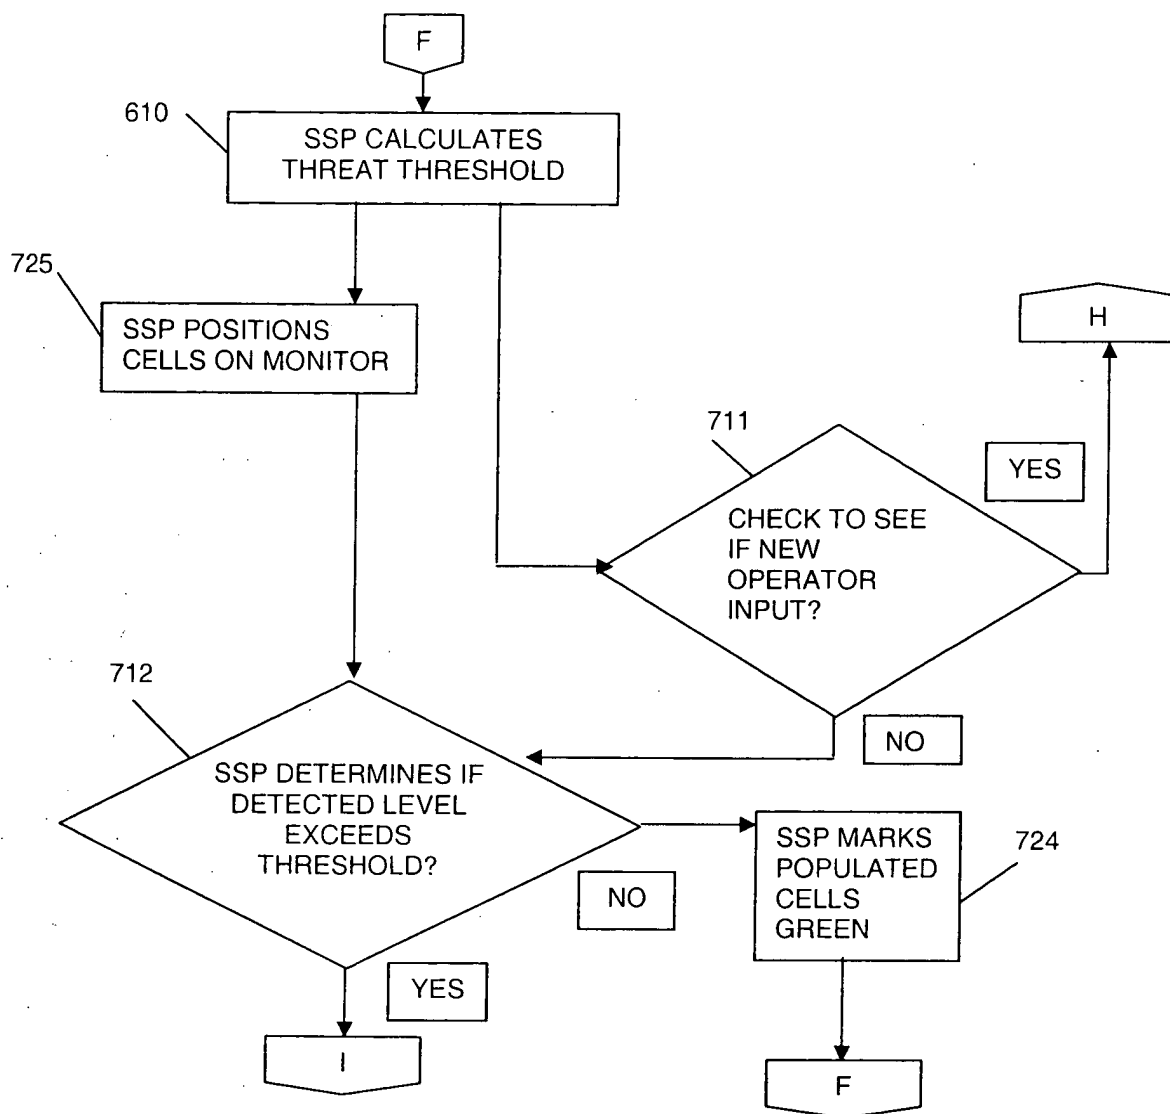 F
610
SSP CALCULATES
THREAT THRESHOLD
725
SSP POSITIONS
CELLS ON MONITOR
H
711
YES
CHECK TO SEE
IF NEW
OPERATOR
INPUT?
712
NO
SSP DETERMINES IF
DETECTED LEVEL
EXCEEDS
THRESHOLD?
SSP MARKS
POPULATED
CELLS
GREEN
724
NO
YES
I
F